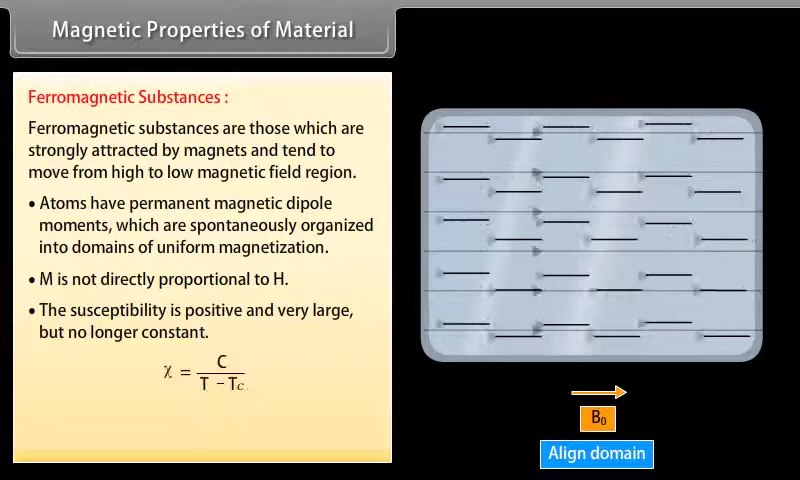 Magnetic Properties of Material
Ferromagnetic Substances :
Ferromagnetic substances are those which are
strongly attracted by magnets and tend to
move from high to low magnetic field region.
• Atoms have permanent magnetic dipole
moments, which are spontaneously organized
into domains of uniform magnetization.
• M is not directly proportional to H.
• The susceptibility is positive and very large,
but no longer constant.
χ = C / T – Tc
B₀
Align domain